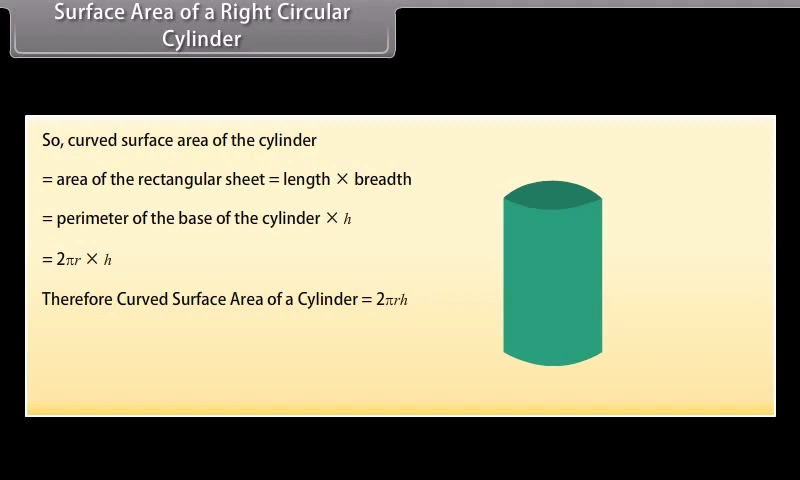 Surface Area of a Right Circular
Cylinder
So, curved surface area of the cylinder
= area of the rectangular sheet = length × breadth
= perimeter of the base of the cylinder × h
= 2πr × h
Therefore Curved Surface Area of a Cylinder = 2πrh